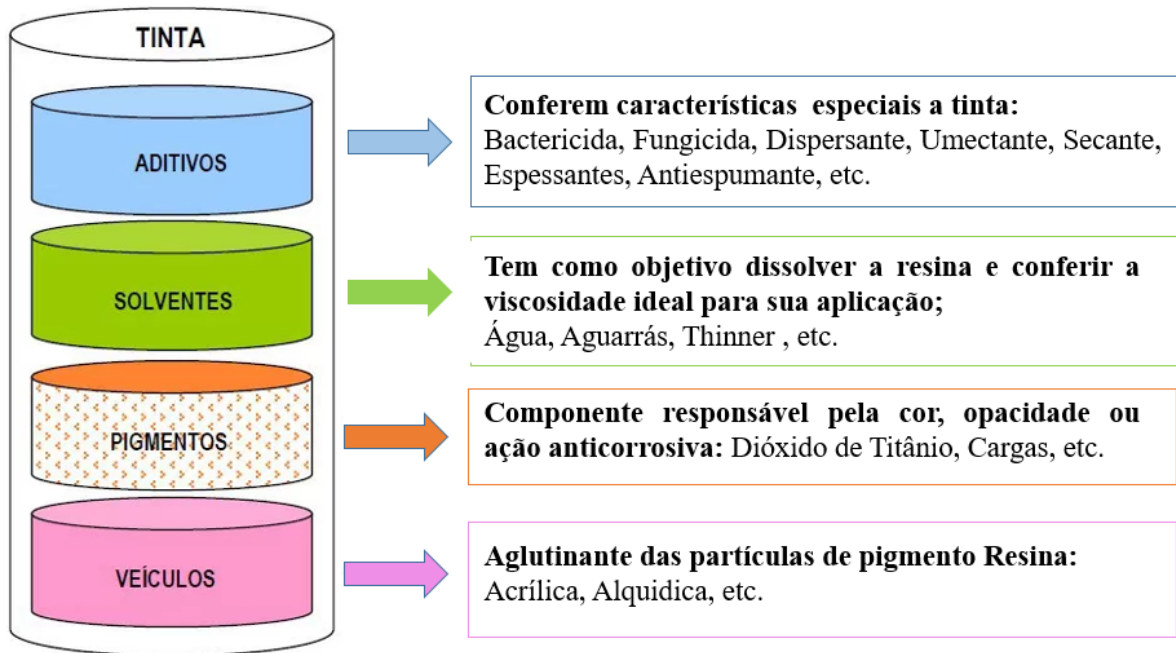 TINTA
ADITIVOS
Conferem características especiais a tinta:
Bactericida, Fungicida, Dispersante, Umectante, Secante,
Espessantes, Antiespumante, etc.
SOLVENTES
Tem como objetivo dissolver a resina e conferir a
viscosidade ideal para sua aplicação;
Água, Aguarrás, Thinner , etc.
PIGMENTOS
Componente responsável pela cor, opacidade ou
ação anticorrosiva: Dióxido de Titânio, Cargas, etc.
VEÍCULOS
Aglutinante das partículas de pigmento Resina:
Acrílica, Alquidica, etc.